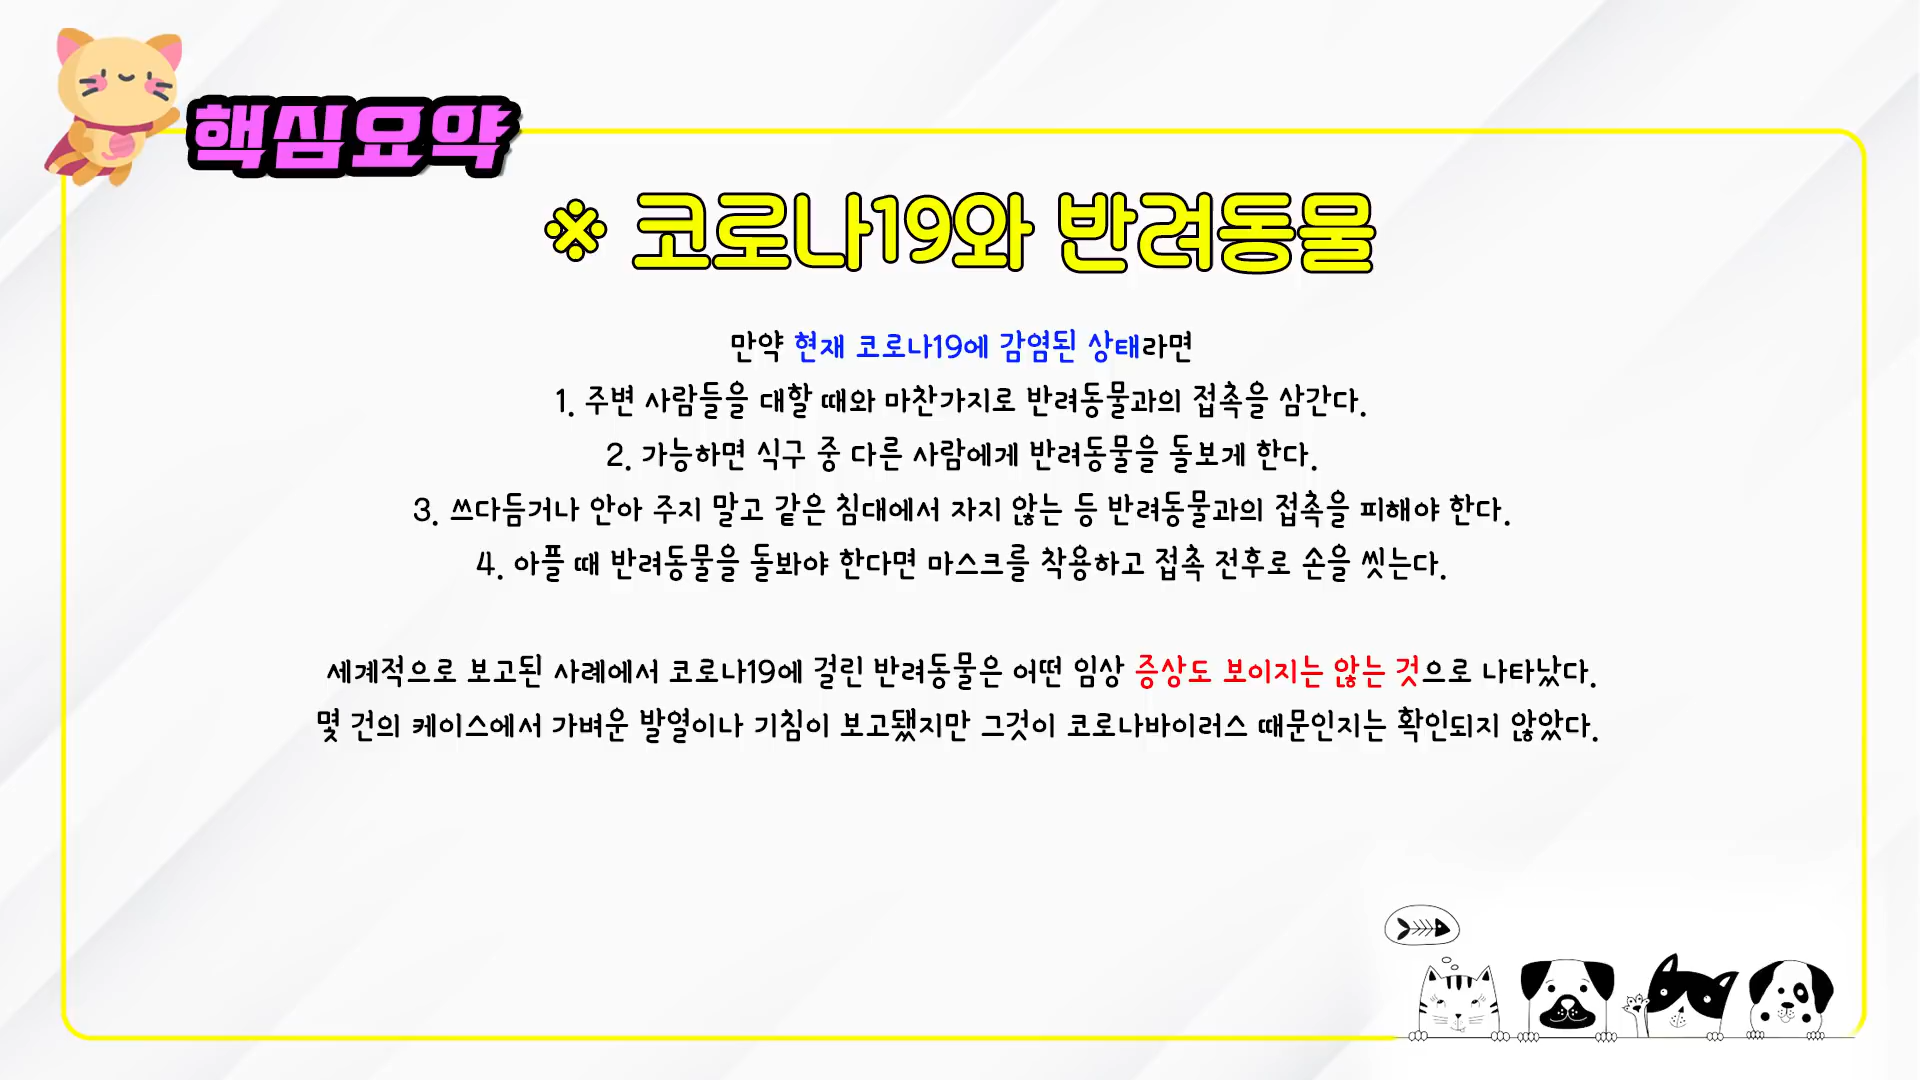 핵심요약
※ 코로나19와 반려동물
만약 현재 코로나19에 감염된 상태라면
1. 주변 사람들을 대할 때와 마찬가지로 반려동물과의 접촉을 삼간다.
2. 가능하면 식구 중 다른 사람에게 반려동물을 돌보게 한다.
3. 쓰다듬거나 안아 주지 말고 같은 침대에서 자지 않는 등 반려동물과의 접촉을 피해야 한다.
4. 아플 때 반려동물을 돌봐야 한다면 마스크를 착용하고 접촉 전후로 손을 씻는다.
세계적으로 보고된 사례에서 코로나19에 걸린 반려동물은 어떤 임상 증상도 보이지는 않는 것으로 나타났다.
몇 건의 케이스에서 가벼운 발열이나 기침이 보고됐지만 그것이 코로나바이러스 때문인지는 확인되지 않았다.